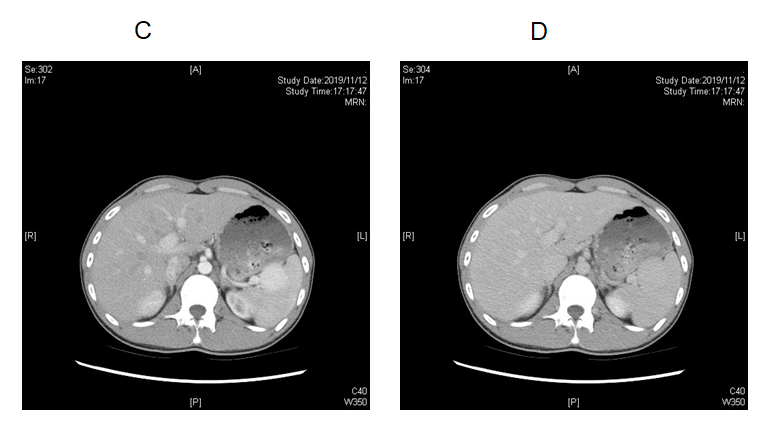 C
D
Se:302
Im:17
[A]
Study Date:2019/11/12
Study Time:17:17:47
MRN:
[R]
[L]
C40
W350
[P]
Se:304
Im:17
[A]
Study Date:2019/11/12
Study Time:17:17:47
MRN:
[R]
[L]
C40
W350
[P]